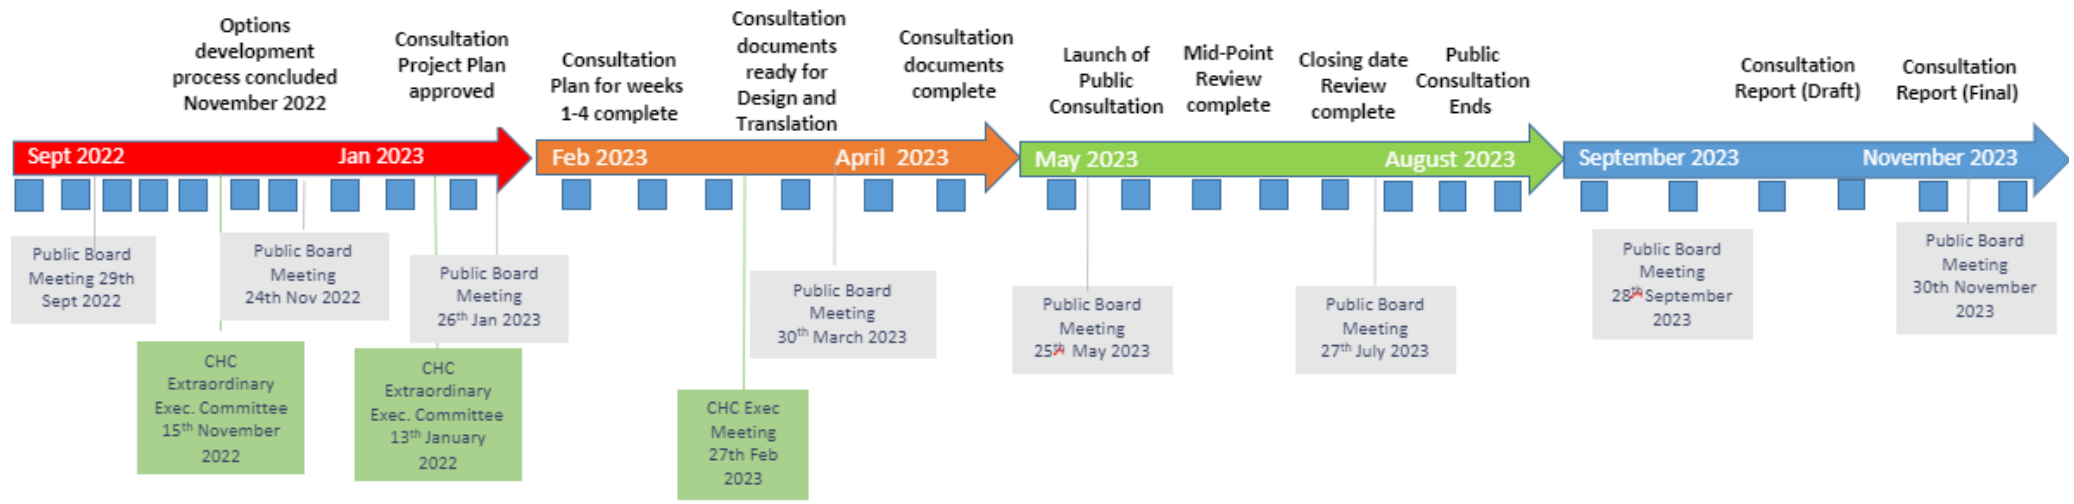 Options
development
process concluded
November 2022
Consultation
Project Plan
approved
Consultation
Plan for weeks
1-4 complete
Consultation
documents
ready for
Design and
Translation
Consultation
documents
complete
Launch of
Public
Consultation
Mid-Point
Review
complete
Closing date
Review
complete
Public
Consultation
Ends
Consultation
Report (Draft)
Consultation
Report (Final)
Sept 2022
Jan 2023
Feb 2023
April 2023
May 2023
August 2023
September 2023
November 2023
Public Board
Meeting 29th
Sept 2022
Public Board
Meeting
24th Nov 2022
Public Board
Meeting
26th Jan 2023
Public Board
Meeting
30th March 2023
Public Board
Meeting
25th May 2023
Public Board
Meeting
27th July 2023
Public Board
Meeting
28th September
2023
Public Board
Meeting
30th November
2023
CHC
Extraordinary
Exec. Committee
15th November
2022
CHC
Extraordinary
Exec. Committee
13th January
2022
CHC Exec
Meeting
27th Feb
2023